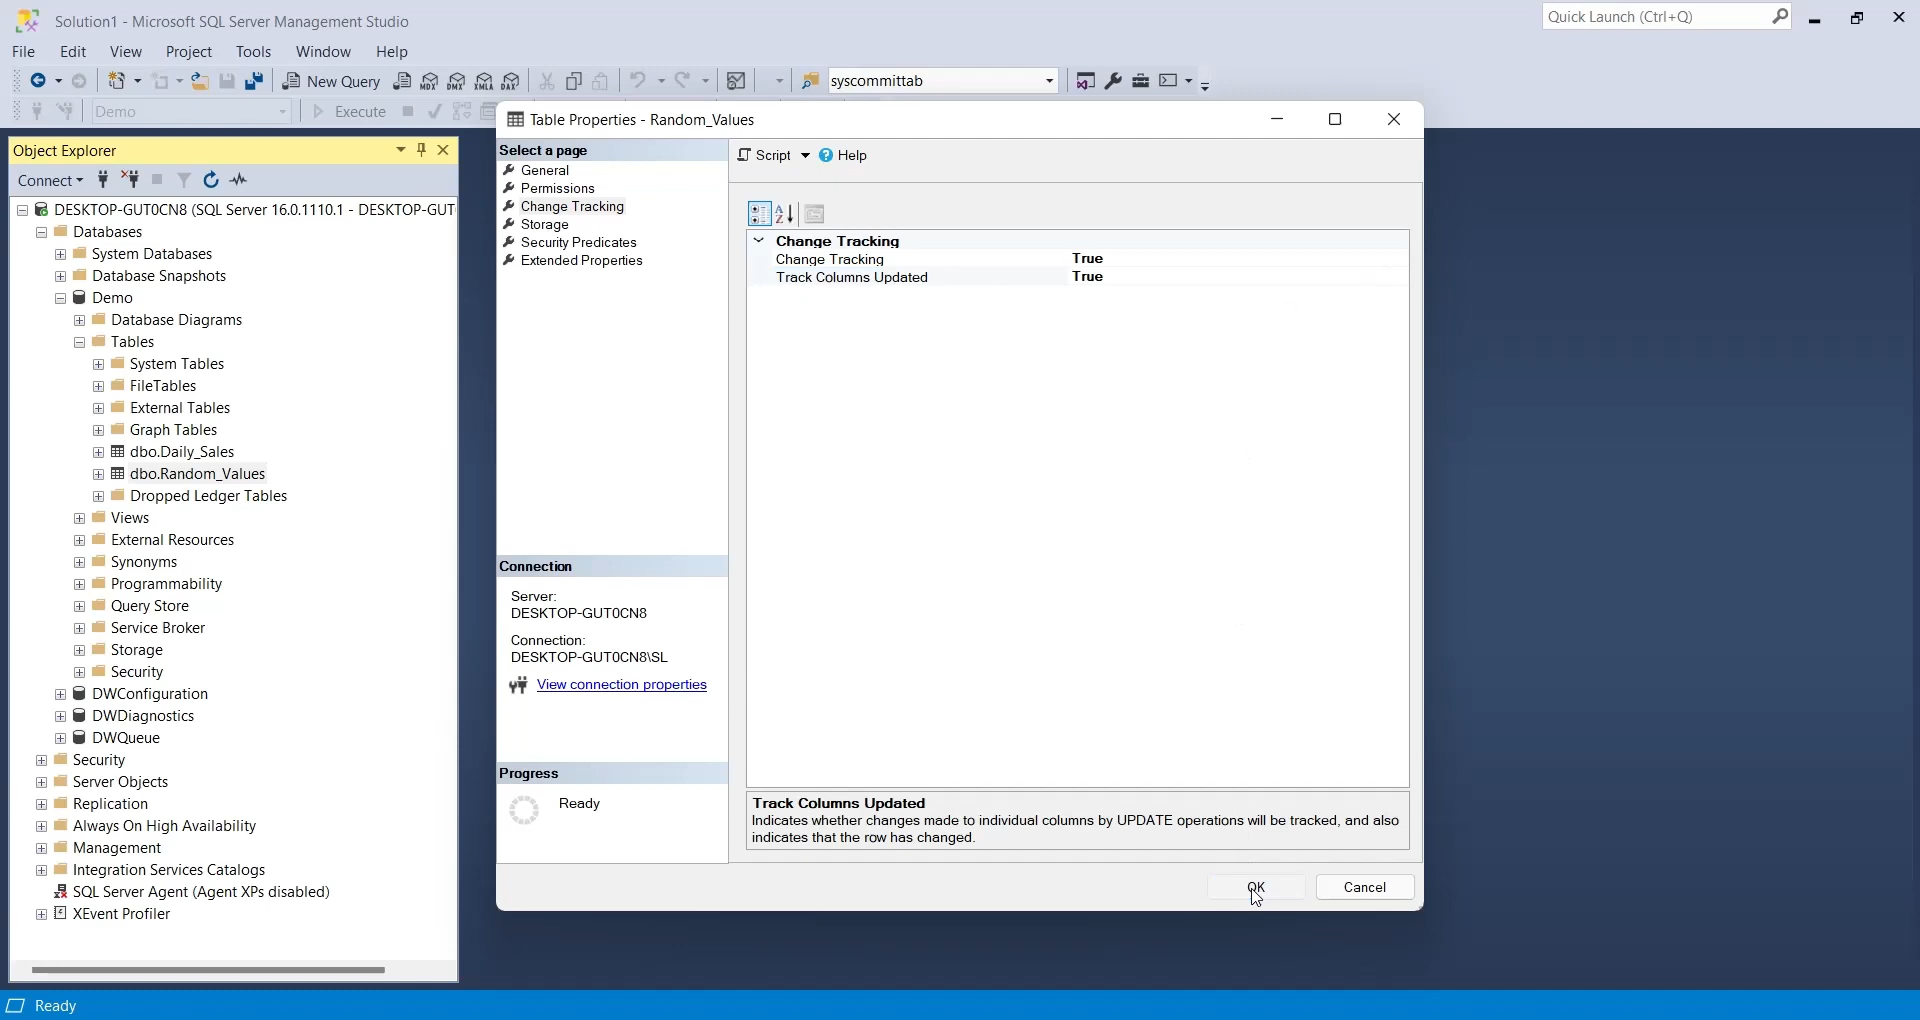 Solution1 - Microsoft SQL Server Management Studio
Quick Launch (Ctrl+Q)
File Edit View Project Tools Window Help
New Query MDX DMX XMLA DAX syscommittab
Demo Execute
Object Explorer
Connect
DESKTOP-GUT0CN8 (SQL Server 16.0.1110.1 - DESKTOP-GUT
Databases
System Databases
Database Snapshots
Demo
Database Diagrams
Tables
System Tables
FileTables
External Tables
Graph Tables
dbo.Daily_Sales
dbo.Random_Values
Dropped Ledger Tables
Views
External Resources
Synonyms
Programmability
Query Store
Service Broker
Storage
Security
DWConfiguration
DWDiagnostics
DWQueue
Security
Server Objects
Replication
Always On High Availability
Management
Integration Services Catalogs
SQL Server Agent (Agent XPs disabled)
XEvent Profiler
Table Properties - Random_Values
Select a page
General
Permissions
Change Tracking
Storage
Security Predicates
Extended Properties
Connection
Server:
DESKTOP-GUT0CN8
Connection:
DESKTOP-GUT0CN8\SL
View connection properties
Progress
Ready
Script Help
Change Tracking
Change Tracking True
Track Columns Updated True
Track Columns Updated
Indicates whether changes made to individual columns by UPDATE operations will be tracked, and also
indicates that the row has changed.
OK Cancel
Ready